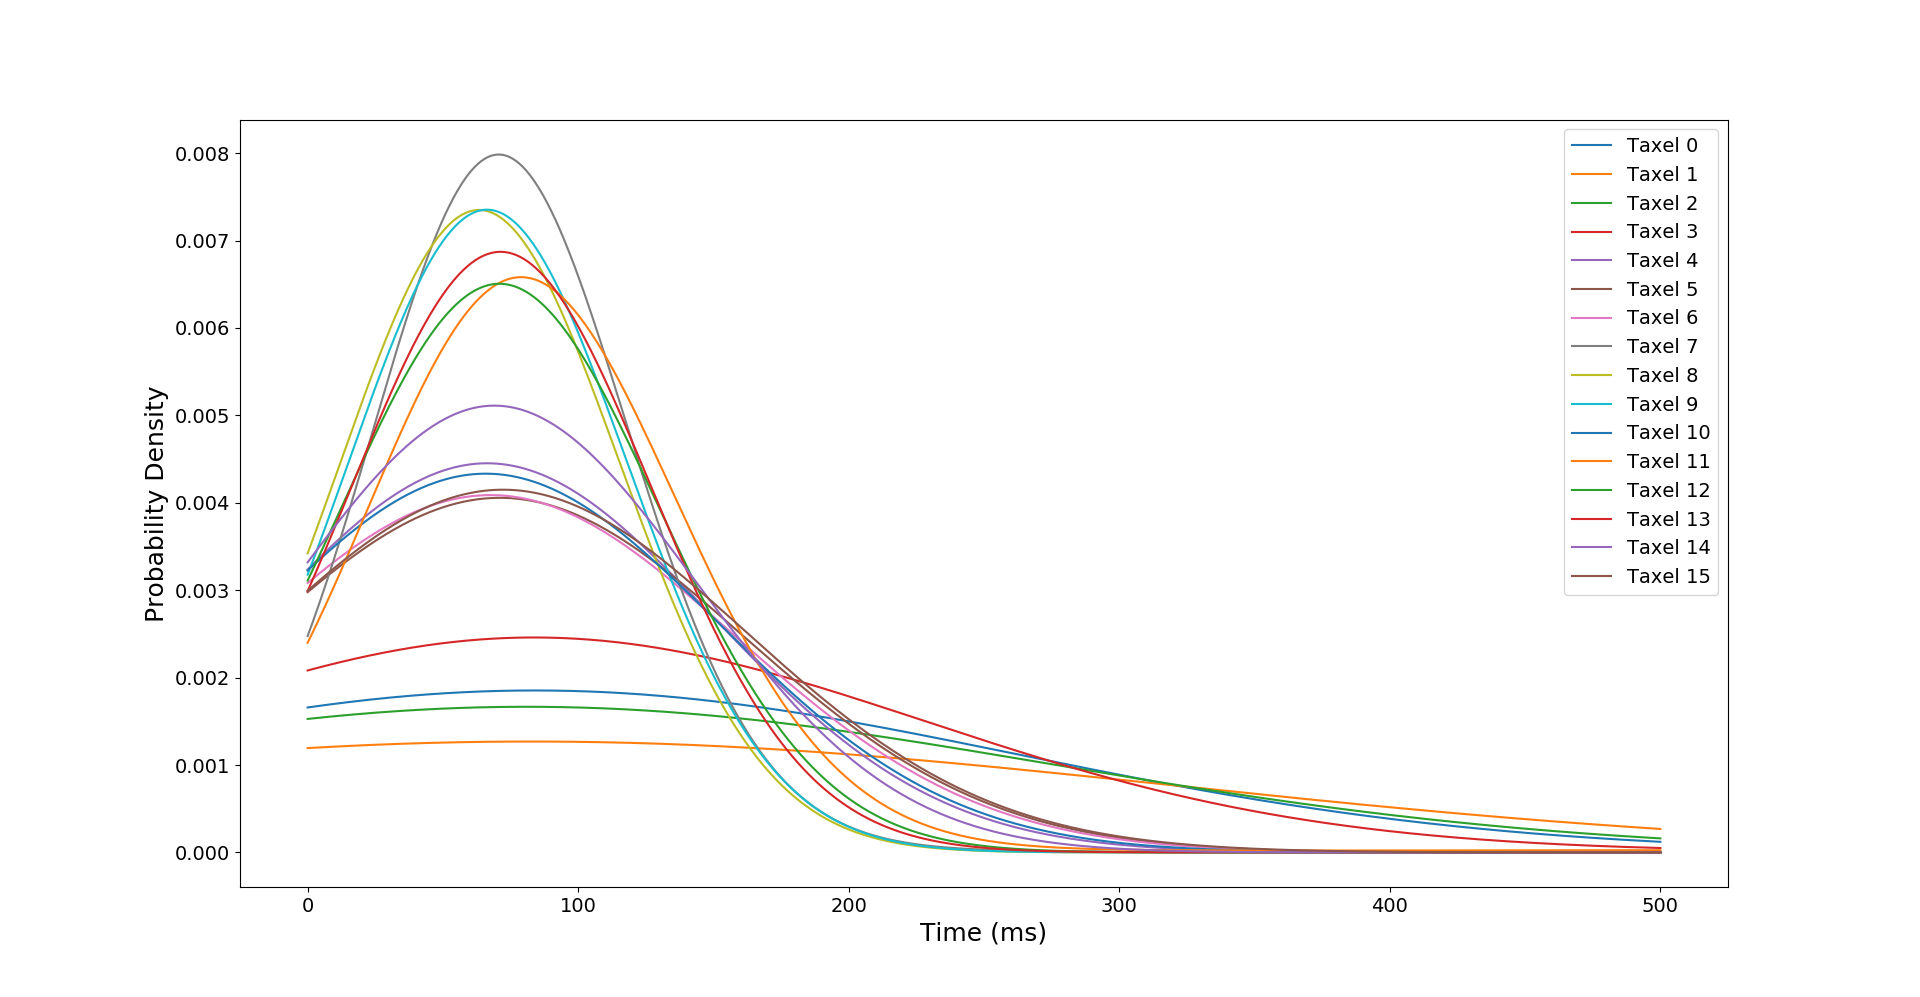 0.008
0.007
0.006
0.005
0.004
0.003
0.002
0.001
0.000
Probability Density
0 100 200 300 400 500
Time (ms)
Taxel 0
Taxel 1
Taxel 2
Taxel 3
Taxel 4
Taxel 5
Taxel 6
Taxel 7
Taxel 8
Taxel 9
Taxel 10
Taxel 11
Taxel 12
Taxel 13
Taxel 14
Taxel 15